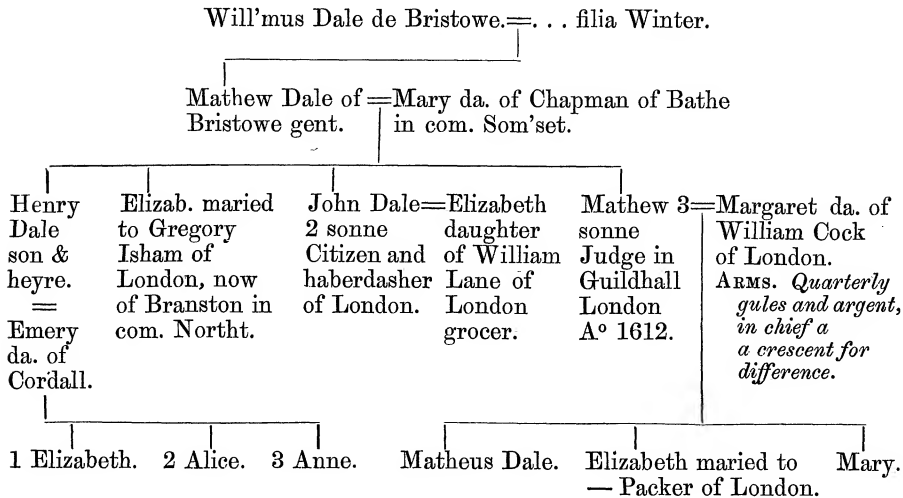 Will'mus Dale de Bristowe.=. . . filia Winter.
Mathew Dale of=Mary da. of Chapman of Bathe
Bristowe gent. in com. Som'set.
Henry
Dale
son &
heyre.
=
Emery
da. of
Cordall.
Elizab. maried
to Gregory
Isham of
London, now
of Branston in
com. Northt.
John Dale=Elizabeth
2 sonne daughter
Citizen and of William
haberdasher Lane of
of London. London
grocer.
Mathew 3=Margaret da. of
sonne William Cock
Judge in of London.
Guildhall ARMS. Quarterly
London gules and argent,
Aº 1612. in chief a
a crescent for
difference.
1 Elizabeth. 2 Alice. 3 Anne. Matheus Dale. Elizabeth maried to Mary.
— Packer of London.